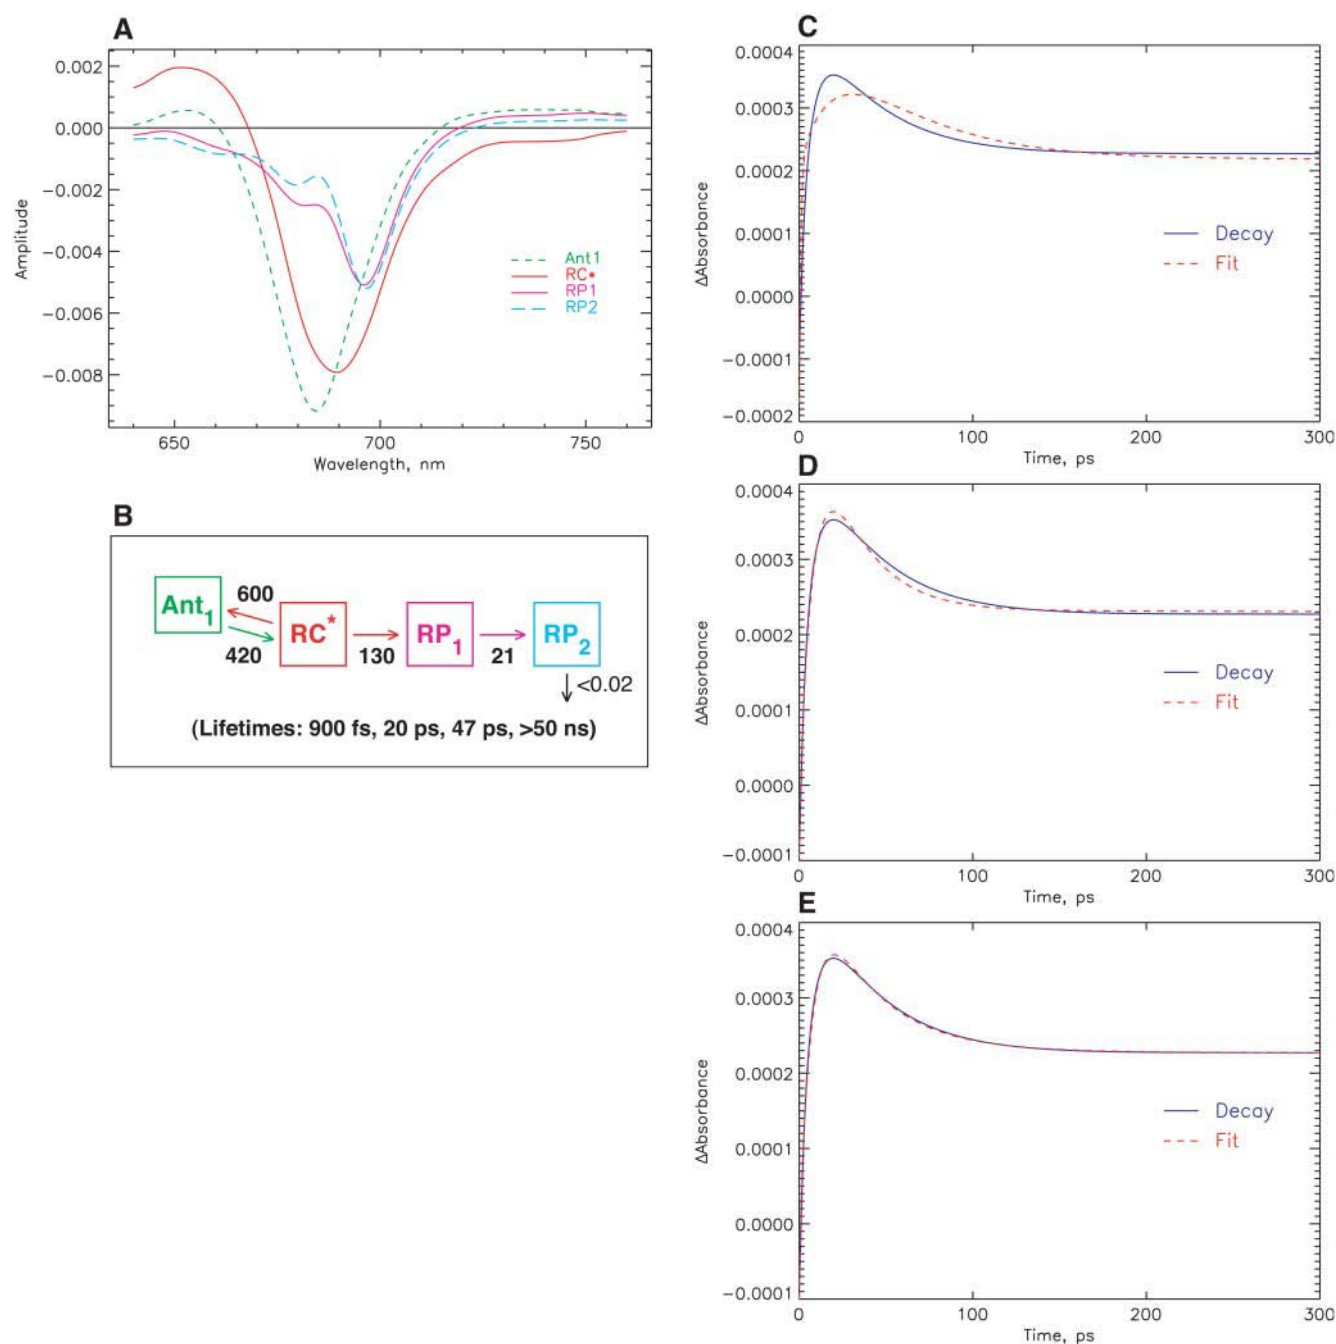 A
0.002
0.000
−0.002
−0.004
−0.006
−0.008
Amplitude
650
700
750
Wavelength, nm
Ant1
RC*
RP1
RP2
B
Ant1
600
420
RC*
130
RP1
21
RP2
<0.02
(Lifetimes: 900 fs, 20 ps, 47 ps, >50 ns)
C
0.0004
0.0003
0.0002
0.0001
0.0000
−0.0001
−0.0002
ΔAbsorbance
Decay
Fit
0
100
200
300
Time, ps
D
0.0004
0.0003
0.0002
0.0001
0.0000
−0.0001
ΔAbsorbance
Decay
Fit
0
100
200
300
Time, ps
E
0.0004
0.0003
0.0002
0.0001
0.0000
−0.0001
ΔAbsorbance
Decay
Fit
0
100
200
300
Time, ps